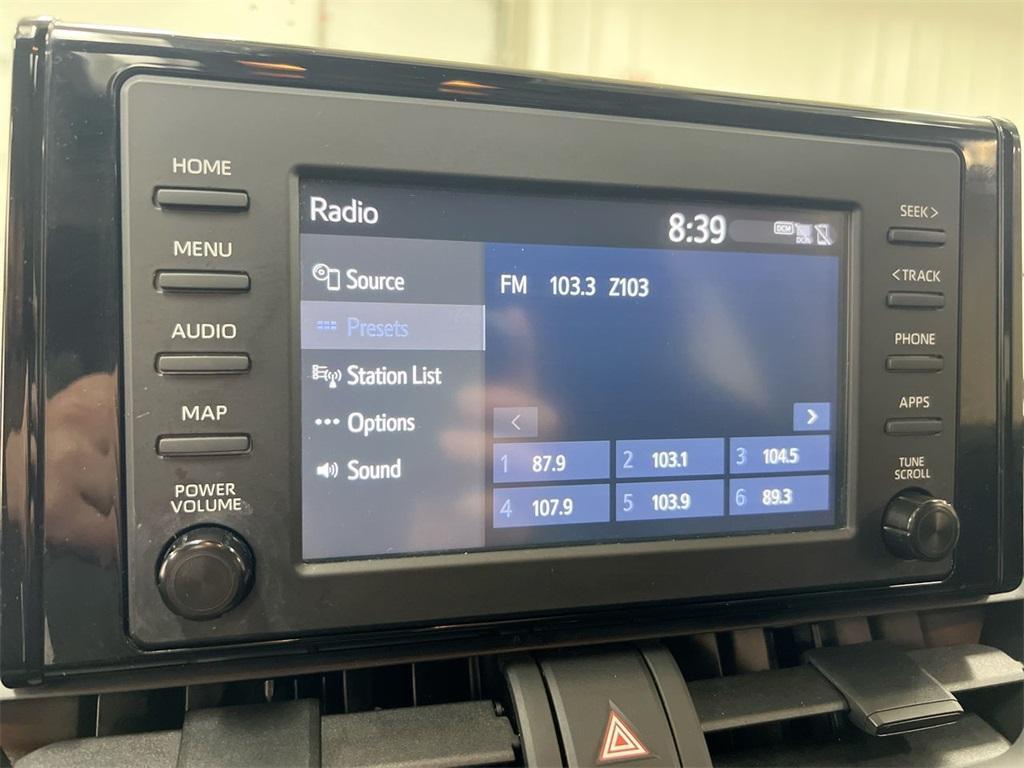 HOME
MENU
AUDIO
MAP
POWER
VOLUME
Radio
8:39
DCM
Source
Presets
Station List
Options
Sound
FM 103.3 Z103
<
>
1 87.9
2 103.1
3 104.5
4 107.9
5 103.9
6 89.3
SEEK >
< TRACK
PHONE
APPS
TUNE
SCROLL